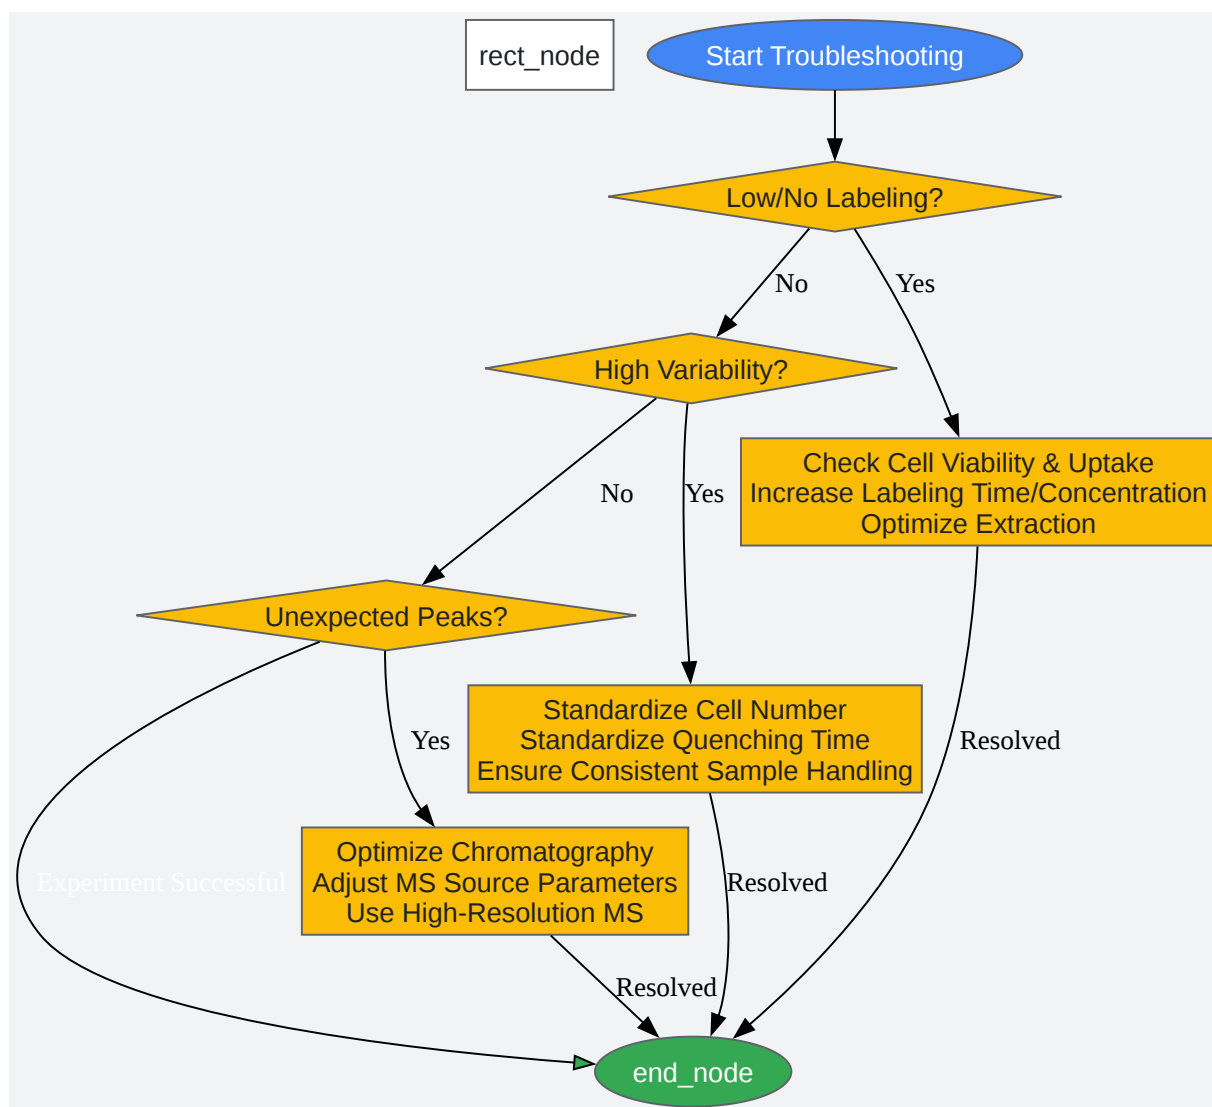 rect_node
Start Troubleshooting
Low/No Labeling?
No
Yes
High Variability?
No
Yes
Check Cell Viability & Uptake
Increase Labeling Time/Concentration
Optimize Extraction
Unexpected Peaks?
Yes
Standardize Cell Number
Standardize Quenching Time
Ensure Consistent Sample Handling
Resolved
Experiment Successful
Optimize Chromatography
Adjust MS Source Parameters
Use High-Resolution MS
Resolved
Resolved
end_node